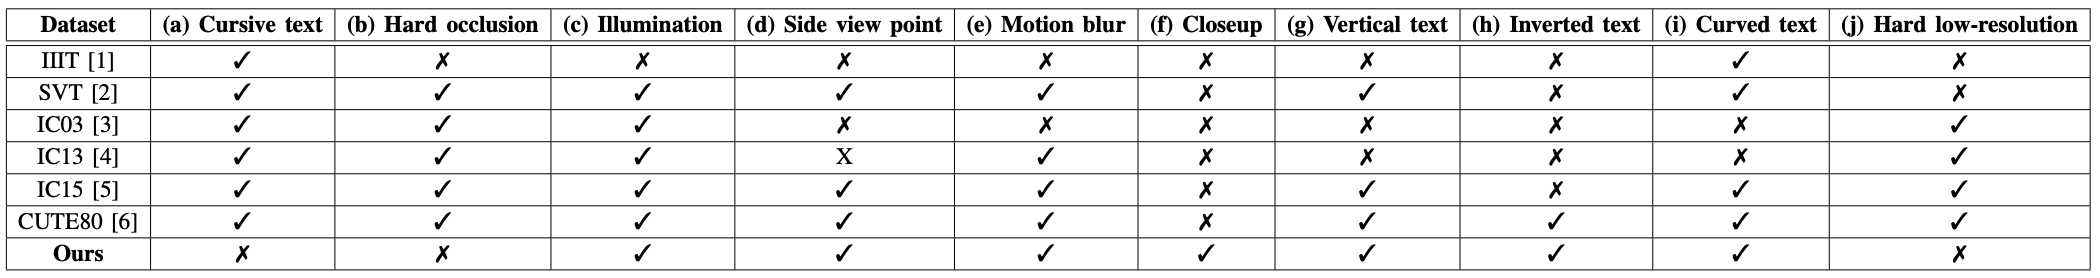 Dataset (a) Cursive text (b) Hard occlusion (c) Illumination (d) Side view point (e) Motion blur (f) Closeup (g) Vertical text (h) Inverted text (i) Curved text (j) Hard low-resolution
IIIT [1] ✓ ✗ ✗ ✗ ✗ ✗ ✗ ✗ ✓ ✗
SVT [2] ✓ ✓ ✓ ✓ ✓ ✗ ✓ ✗ ✓ ✗
IC03 [3] ✓ ✓ ✓ ✗ ✗ ✗ ✗ ✗ ✗ ✓
IC13 [4] ✓ ✓ ✓ X ✓ ✗ ✗ ✗ ✗ ✓
IC15 [5] ✓ ✓ ✓ ✓ ✓ ✗ ✓ ✗ ✓ ✓
CUTE80 [6] ✓ ✓ ✓ ✓ ✓ ✗ ✓ ✓ ✓ ✓
Ours ✗ ✗ ✓ ✓ ✓ ✓ ✓ ✓ ✓ ✗